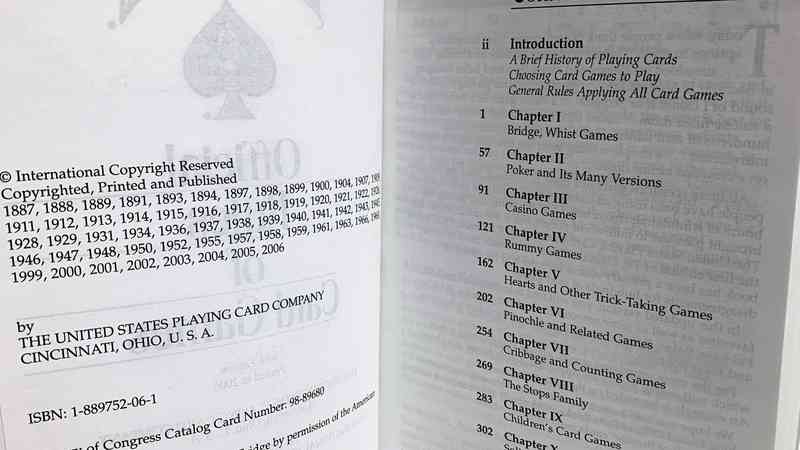 © International Copyright Reserved
Copyrighted, Printed and Published
1887, 1888, 1889, 1891, 1893, 1894, 1897, 1898, 1899, 1900, 1904, 1907,
1911, 1912, 1913, 1914, 1915, 1916, 1917, 1918, 1919, 1920, 1921, 1922,
1928, 1929, 1931, 1934, 1936, 1937, 1938, 1939, 1940, 1941, 1942, 1943,
1946, 1947, 1948, 1950, 1952, 1955, 1957, 1958, 1959, 1961, 1963, 1966,
1999, 2000, 2001, 2002, 2003, 2004, 2005, 2006
by
THE UNITED STATES PLAYING CARD COMPANY
CINCINNATI, OHIO, U. S. A.
ISBN: 1-889752-06-1
of Congress Catalog Card Number: 98-89680
by permission of the American
ii Introduction
A Brief History of Playing Cards
Choosing Card Games to Play
General Rules Applying All Card Games
1 Chapter I
Bridge, Whist Games
57 Chapter II
Poker and Its Many Versions
91 Chapter III
Casino Games
121 Chapter IV
Rummy Games
162 Chapter V
Hearts and Other Trick-Taking Games
202 Chapter VI
Pinochle and Related Games
254 Chapter VII
Cribbage and Counting Games
269 Chapter VIII
The Stops Family
283 Chapter IX
Children's Card Games
302 Chapter X